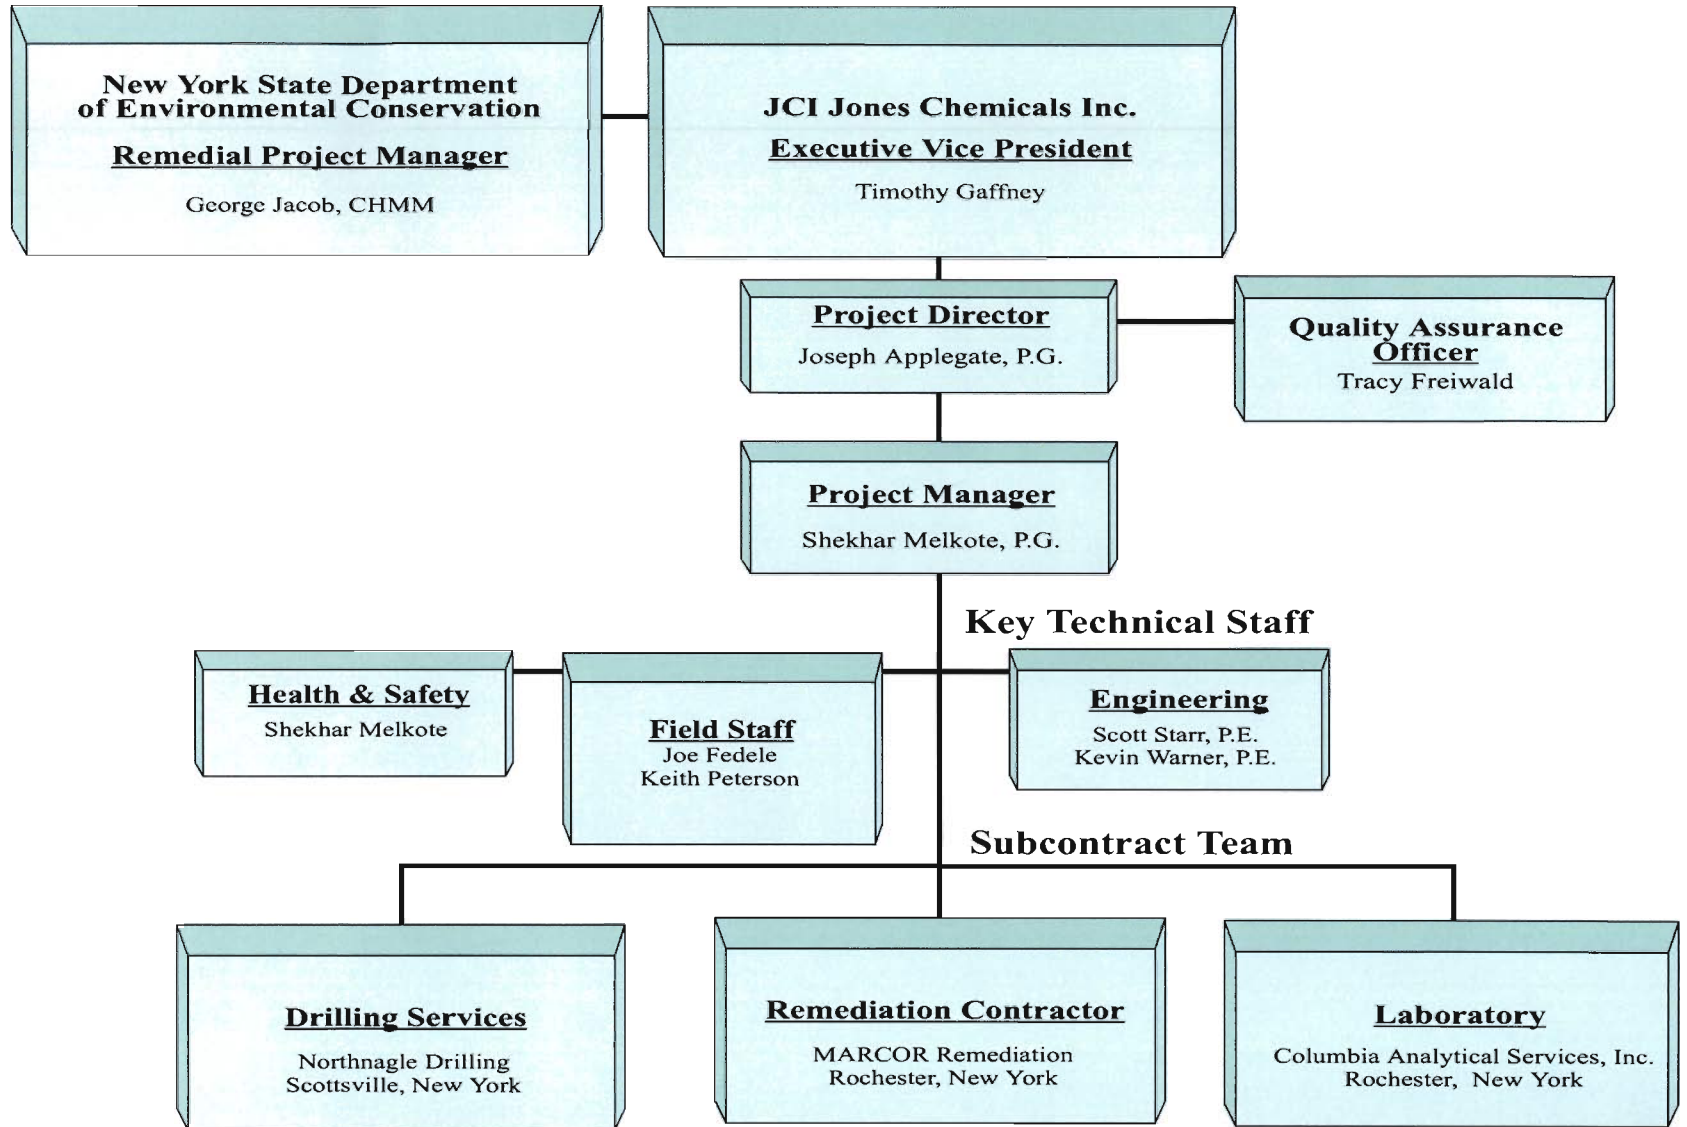 New York State Department
of Environmental Conservation
Remedial Project Manager
George Jacob, CHMM
JCI Jones Chemicals Inc.
Executive Vice President
Timothy Gaffney
Project Director
Joseph Applegate, P.G.
Quality Assurance
Officer
Tracy Freiwald
Project Manager
Shekhar Melkote, P.G.
Key Technical Staff
Health & Safety
Shekhar Melkote
Field Staff
Joe Fedele
Keith Peterson
Engineering
Scott Starr, P.E.
Kevin Warner, P.E.
Subcontract Team
Drilling Services
Northnagle Drilling
Scottsville, New York
Remediation Contractor
MARCOR Remediation
Rochester, New York
Laboratory
Columbia Analytical Services, Inc.
Rochester, New York